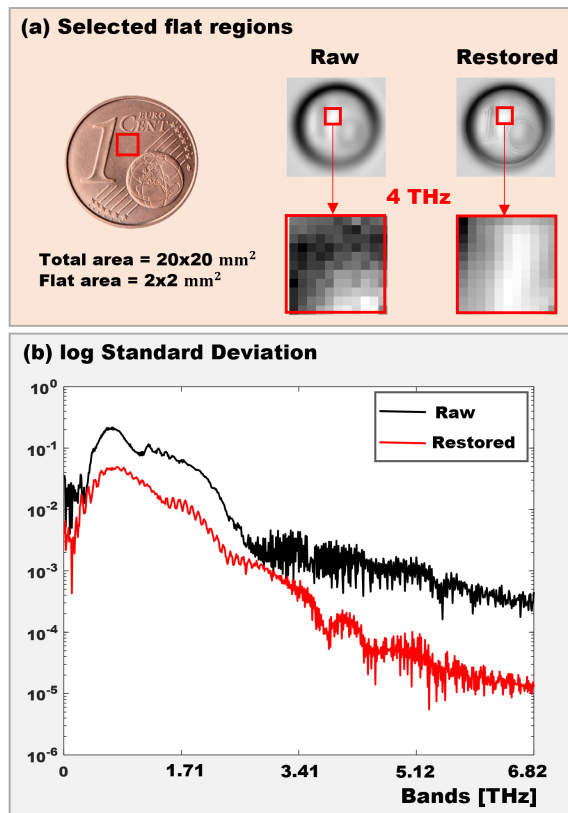 (a) Selected flat regions
Raw
Restored
1 EURO
CENT
4 THz
Total area = 20x20 mm²
Flat area = 2x2 mm²
(b) log Standard Deviation
10⁰
10⁻¹
10⁻²
10⁻³
10⁻⁴
10⁻⁵
10⁻⁶
Raw
Restored
0
1.71
3.41
5.12
6.82
Bands [THz]